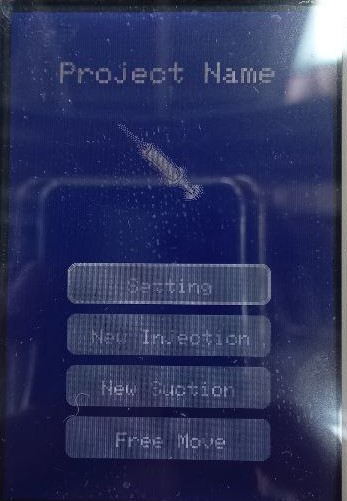 Project Name
Setting
New Injection
New Suction
Free Move